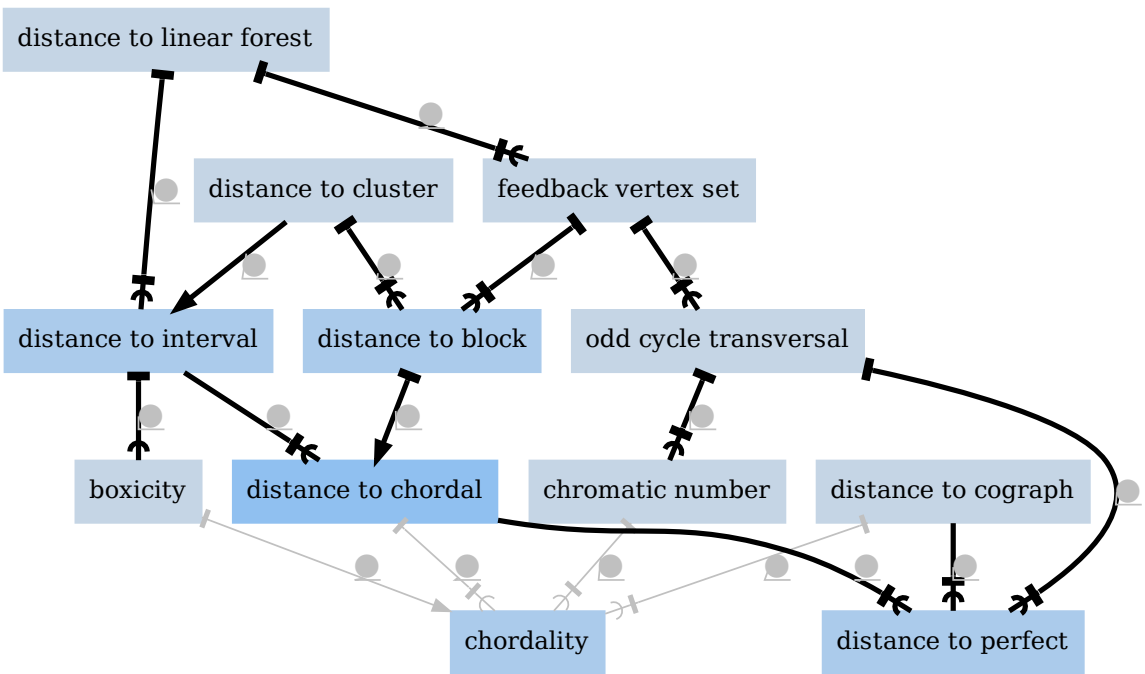 distance to linear forest
distance to cluster
feedback vertex set
distance to interval
distance to block
odd cycle transversal
boxicity
distance to chordal
chromatic number
distance to cograph
chordality
distance to perfect